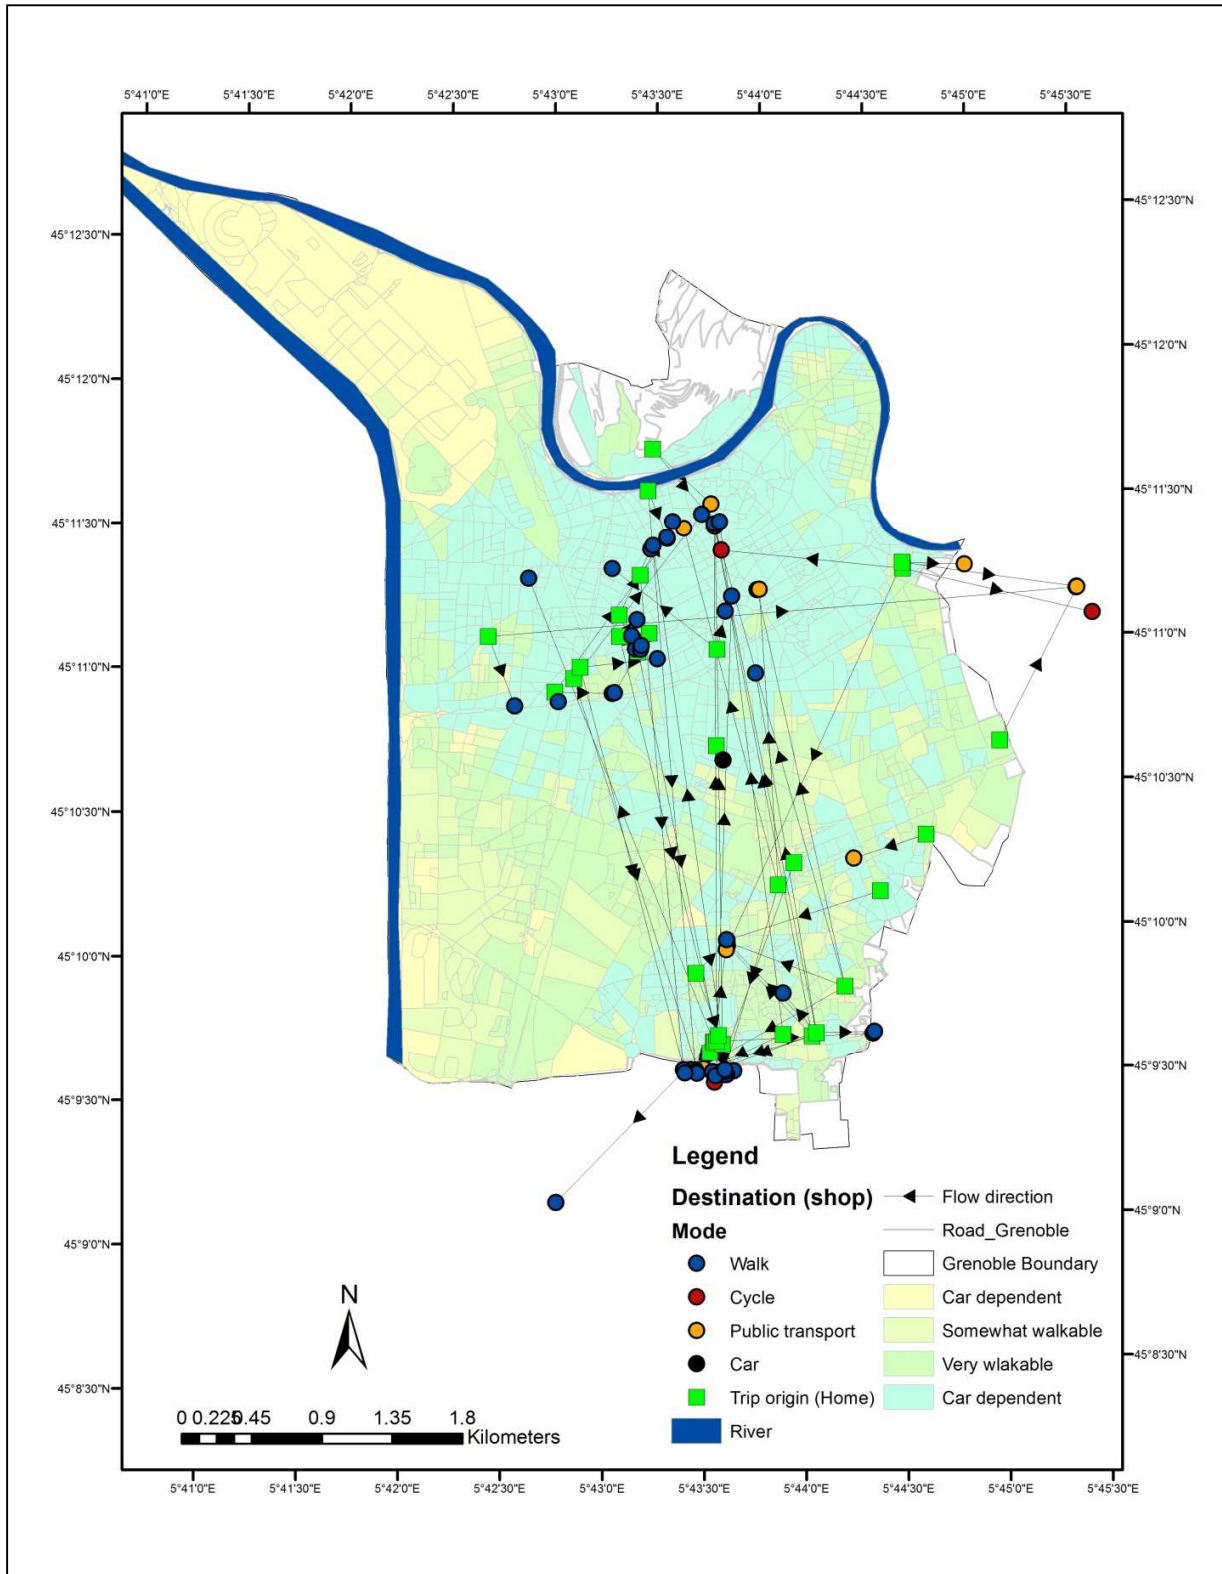 5°41'0"E 5°41'30"E 5°42'0"E 5°42'30"E 5°43'0"E 5°43'30"E 5°44'0"E 5°44'30"E 5°45'0"E 5°45'30"E
45°12'30"N
45°12'30"N
45°12'0"N
45°12'0"N
45°11'30"N
45°11'30"N
45°11'0"N
45°11'0"N
45°10'30"N
45°10'30"N
45°10'0"N
45°10'0"N
45°9'30"N
45°9'30"N
45°9'0"N
45°9'0"N
45°8'30"N
45°8'30"N
Legend
Destination (shop)
Mode
Walk
Cycle
Public transport
Car
Trip origin (Home)
River
Flow direction
Road_Grenoble
Grenoble Boundary
Car dependent
Somewhat walkable
Very wlakable
Car dependent
N
0 0.225 0.45 0.9 1.35 1.8
Kilometers
5°41'0"E 5°41'30"E 5°42'0"E 5°42'30"E 5°43'0"E 5°43'30"E 5°44'0"E 5°44'30"E 5°45'0"E 5°45'30"E